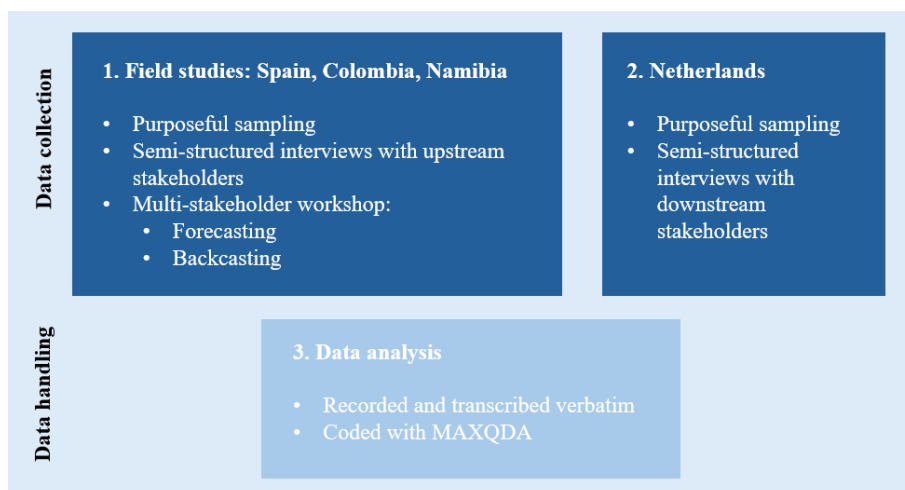 Data collection
1. Field studies: Spain, Colombia, Namibia
• Purposeful sampling
• Semi-structured interviews with upstream
stakeholders
• Multi-stakeholder workshop:
• Forecasting
• Backcasting
2. Netherlands
• Purposeful sampling
• Semi-structured
interviews with
downstream
stakeholders
Data handling
3. Data analysis
• Recorded and transcribed verbatim
• Coded with MAXQDA